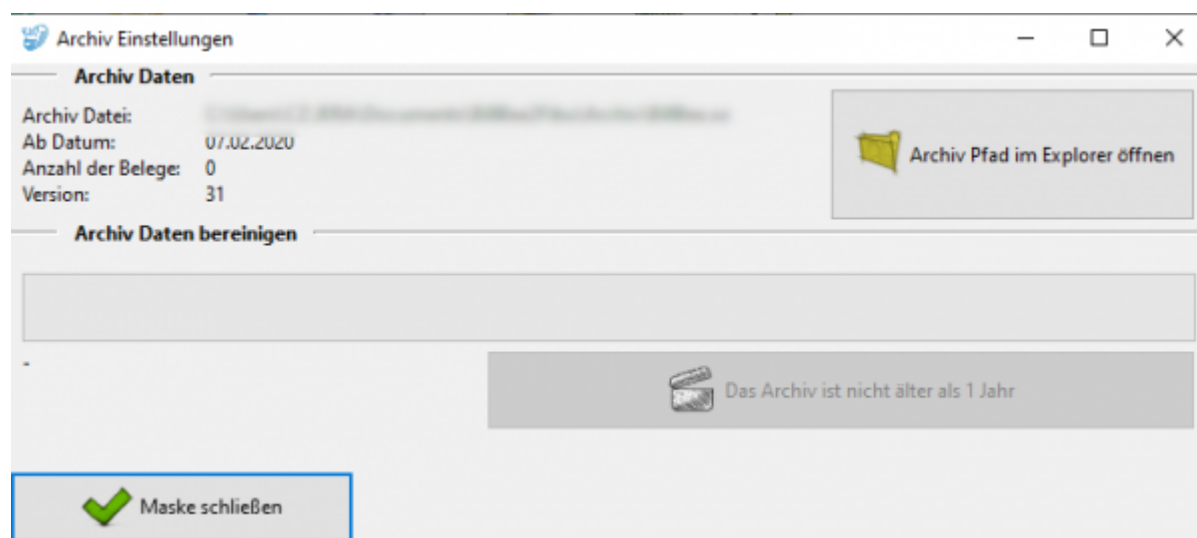 Archiv Einstellungen
Archiv Daten
Archiv Datei:
Ab Datum: 07.02.2020
Anzahl der Belege: 0
Version: 31
Archiv Pfad im Explorer öffnen
Archiv Daten bereinigen
-
Das Archiv ist nicht älter als 1 Jahr
Maske schließen